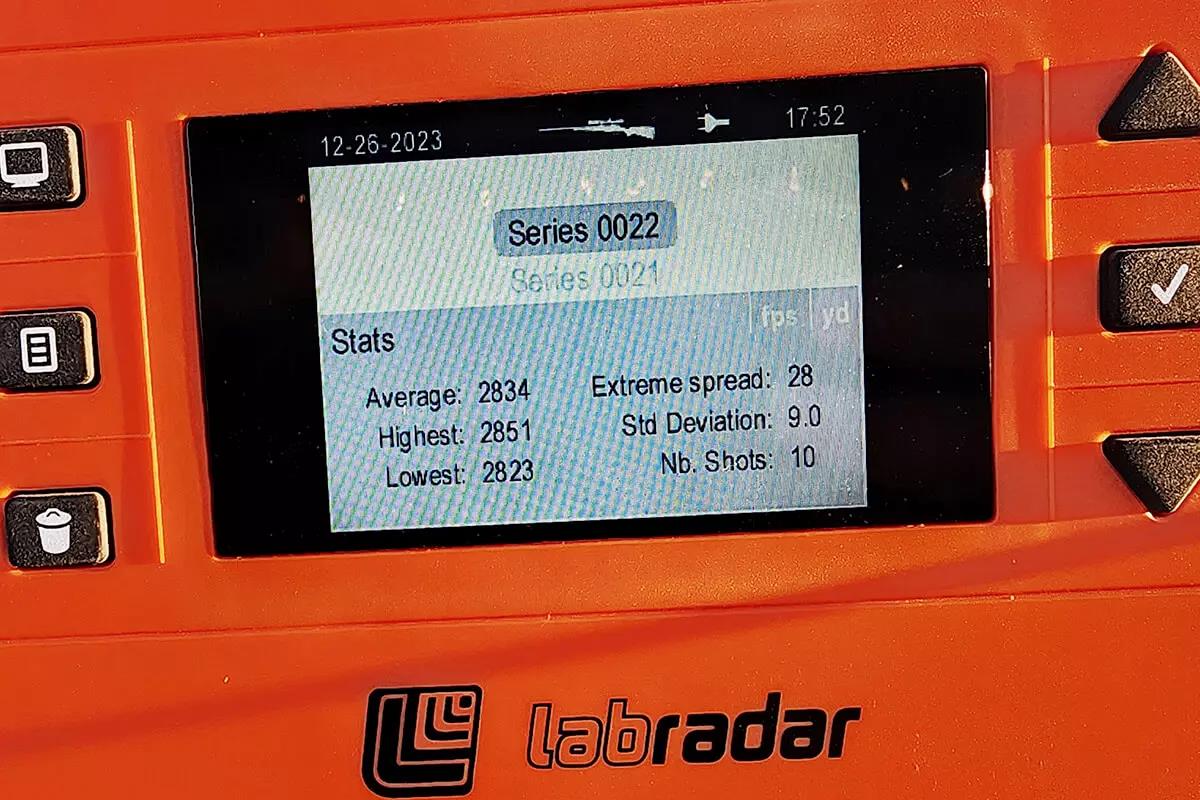 12-26-2023 17:52
Series 0022
Series 0021
fps yd
Stats
Average: 2834 Extreme spread: 28
Highest: 2851 Std Deviation: 9.0
Lowest: 2823 Nb. Shots: 10
labradar